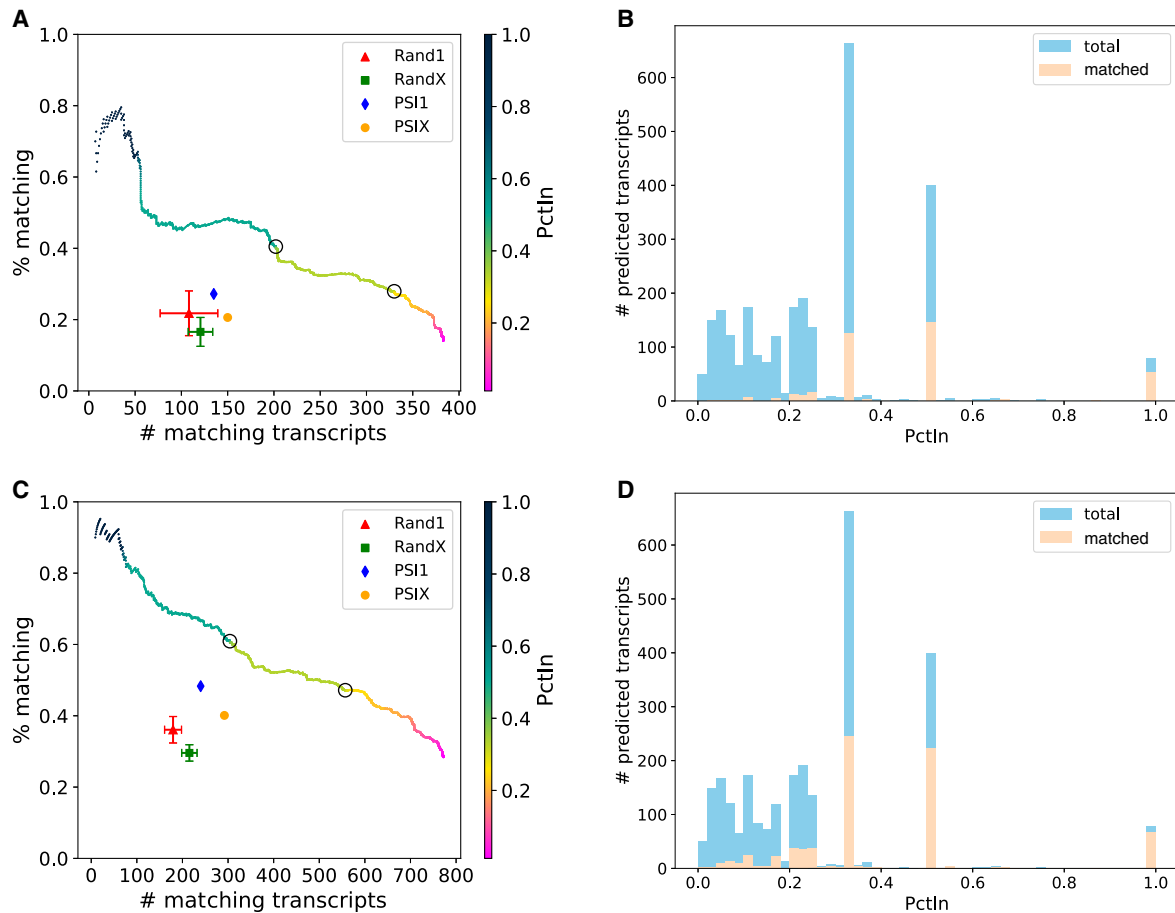 A
% matching
1.0
0.8
0.6
0.4
0.2
0.0
0 50 100 150 200 250 300 350 400
# matching transcripts
Rand1
RandX
PSI1
PSIX
1.0
0.8
0.6
0.4
0.2
PctIn
B
# predicted transcripts
600
500
400
300
200
100
0
0.0 0.2 0.4 0.6 0.8 1.0
PctIn
total
matched
C
% matching
1.0
0.8
0.6
0.4
0.2
0.0
0 100 200 300 400 500 600 700 800
# matching transcripts
Rand1
RandX
PSI1
PSIX
1.0
0.8
0.6
0.4
0.2
PctIn
D
# predicted transcripts
600
500
400
300
200
100
0
0.0 0.2 0.4 0.6 0.8 1.0
PctIn
total
matched